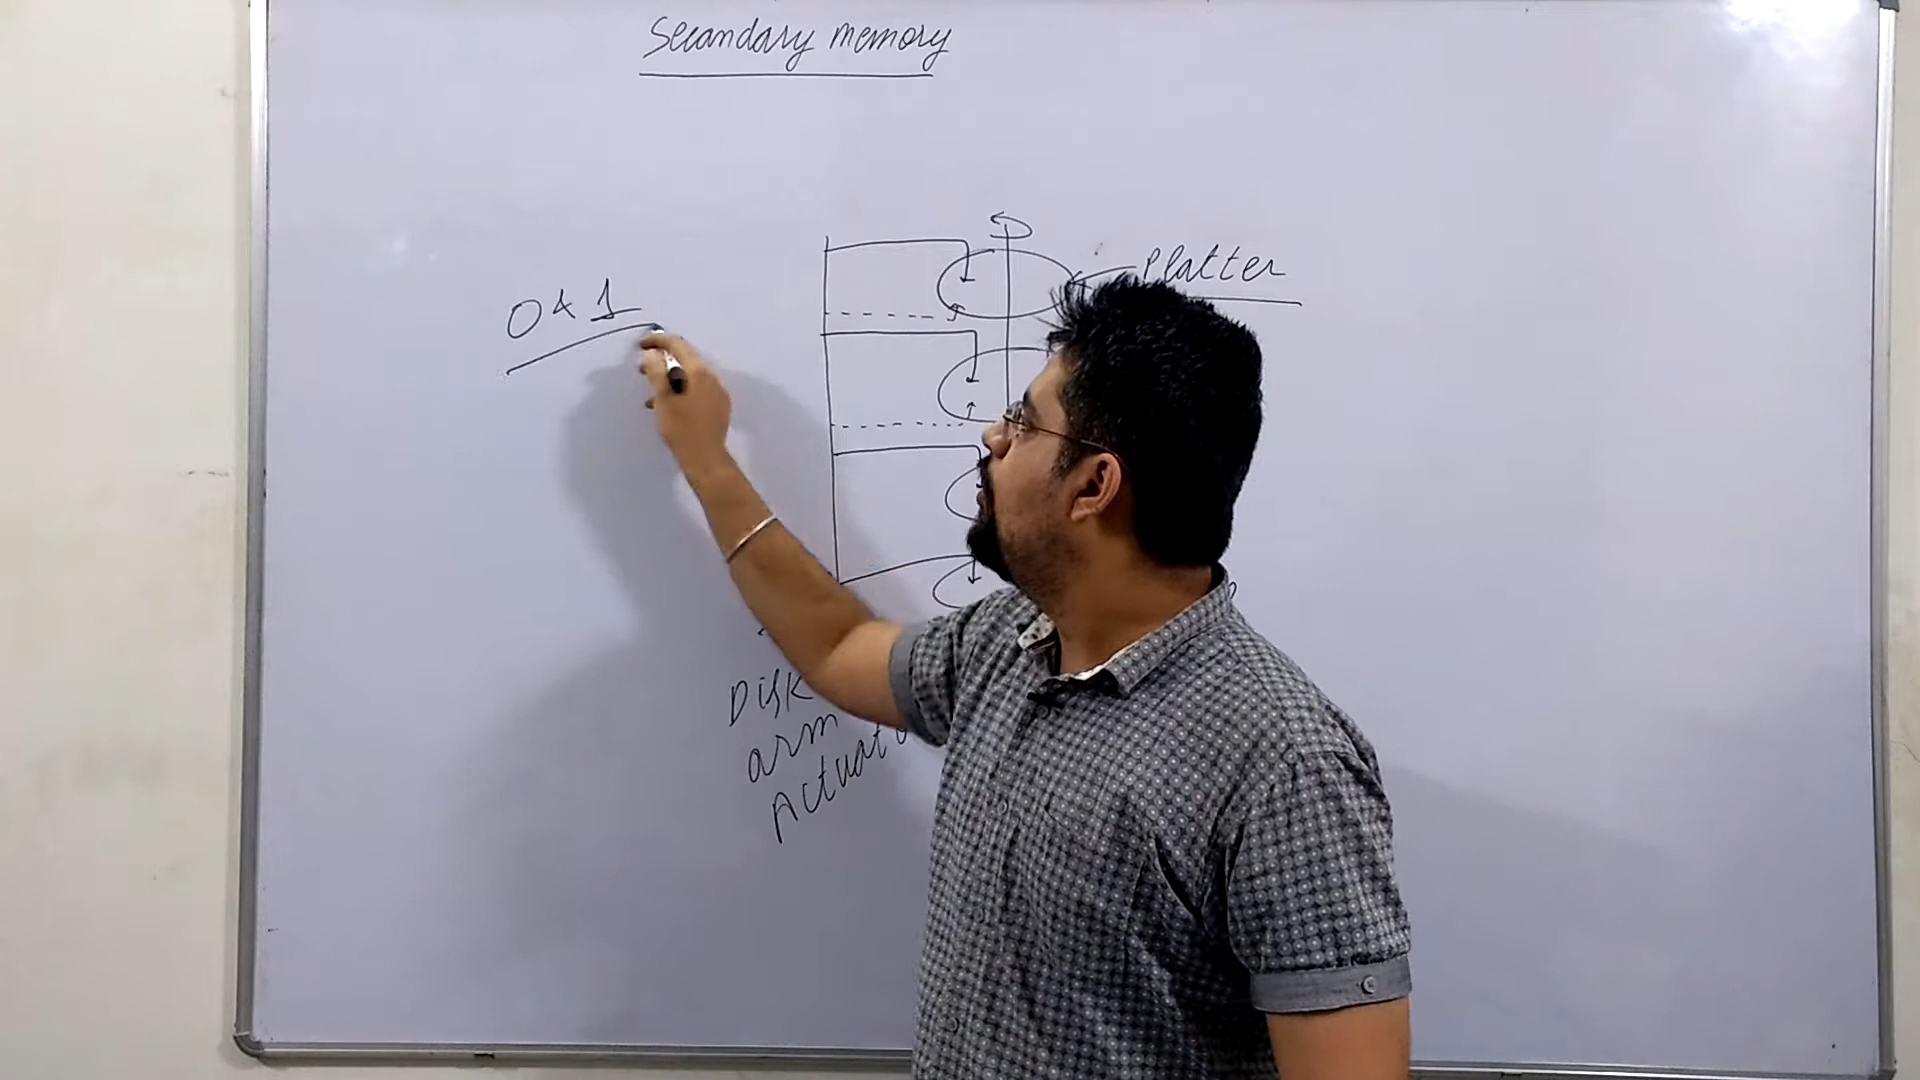 Secondary memory
Platter
0 & 1
Disk
arm